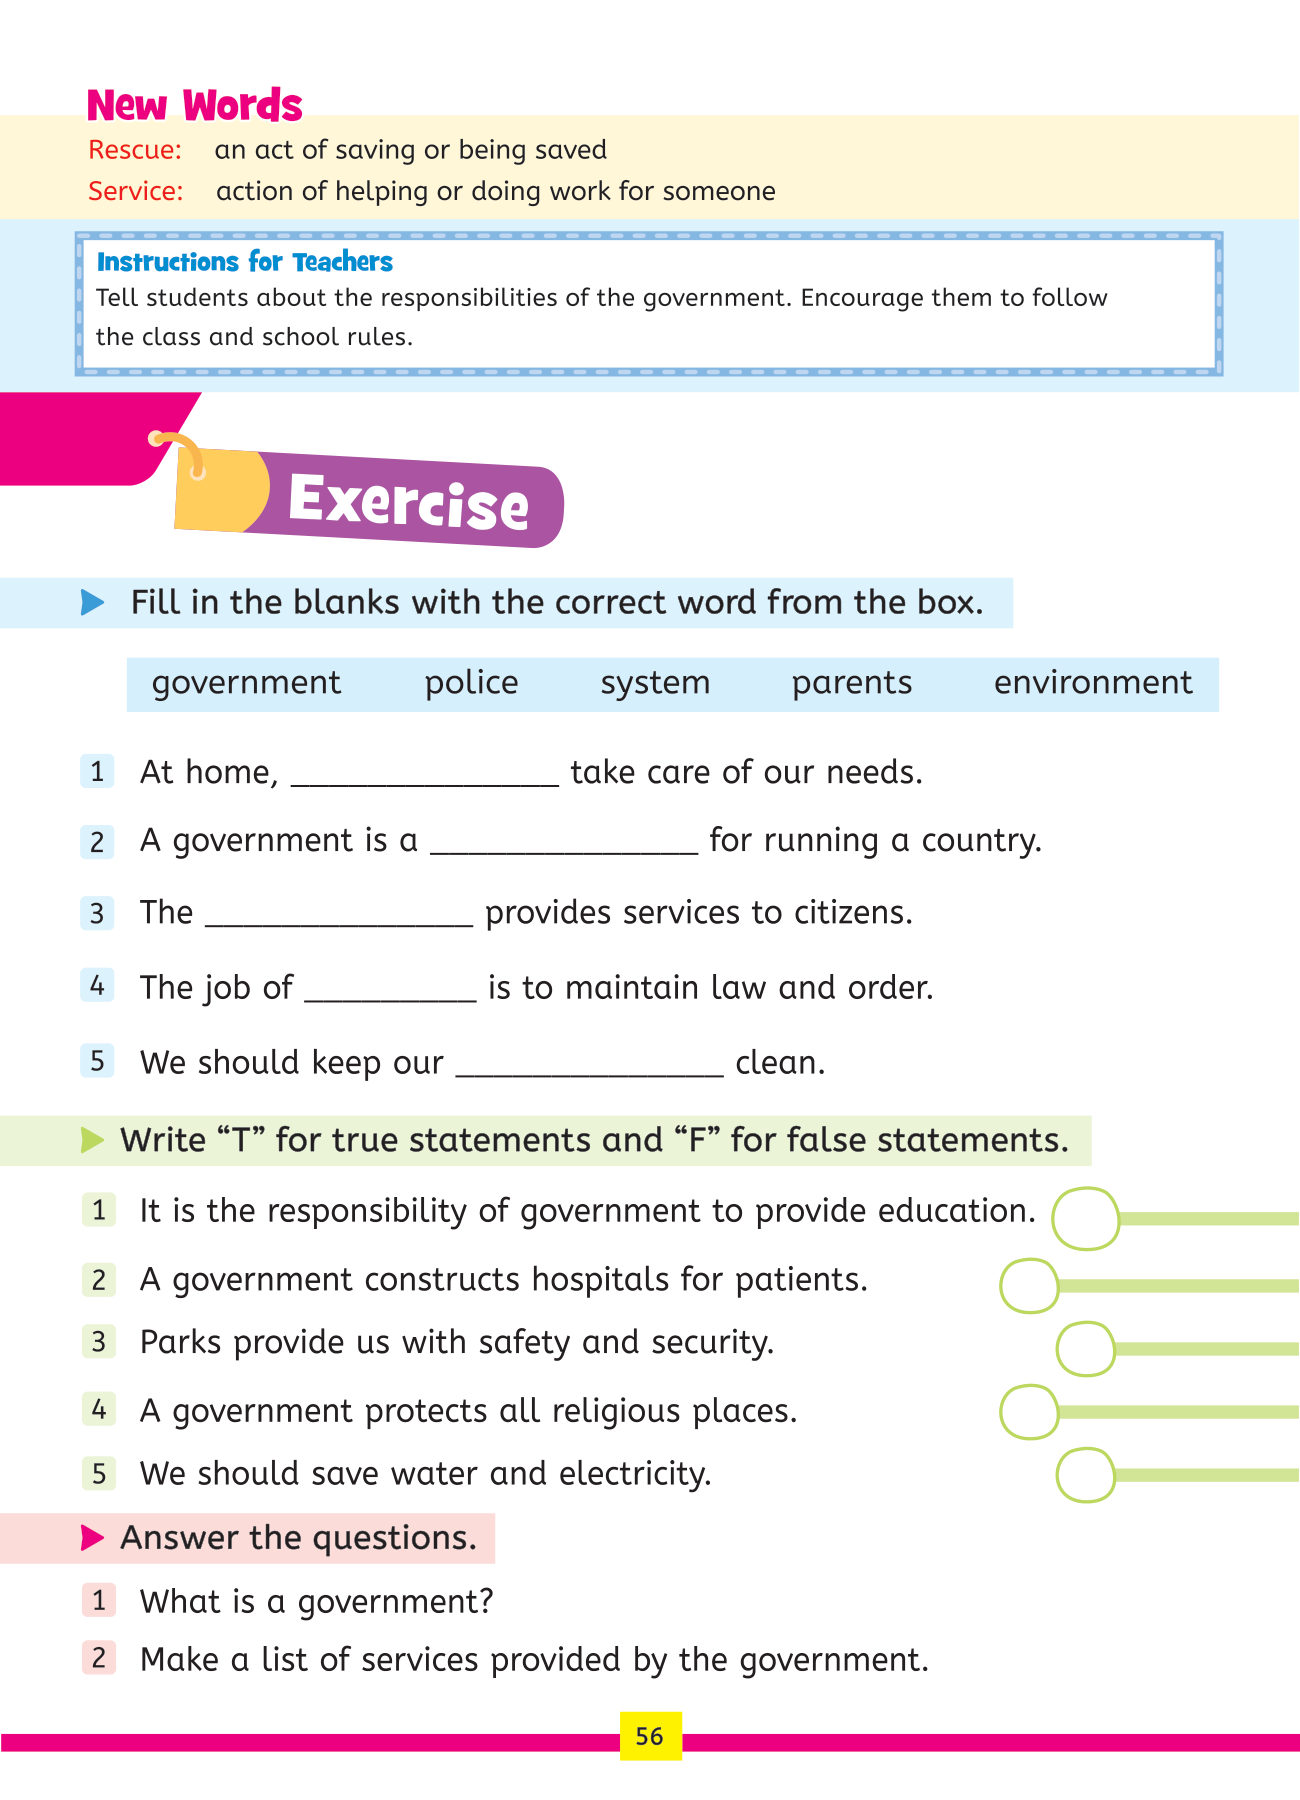 New Words
Rescue: an act of saving or being saved
Service: action of helping or doing work for someone
Instructions for Teachers
Tell students about the responsibilities of the government. Encourage them to follow
the class and school rules.
Exercise
Fill in the blanks with the correct word from the box.
government police system parents environment
1 At home, ______________ take care of our needs.
2 A government is a ______________ for running a country.
3 The ______________ provides services to citizens.
4 The job of _________ is to maintain law and order.
5 We should keep our ______________ clean.
Write “T” for true statements and “F” for false statements.
1 It is the responsibility of government to provide education.
2 A government constructs hospitals for patients.
3 Parks provide us with safety and security.
4 A government protects all religious places.
5 We should save water and electricity.
Answer the questions.
1 What is a government?
2 Make a list of services provided by the government.
56